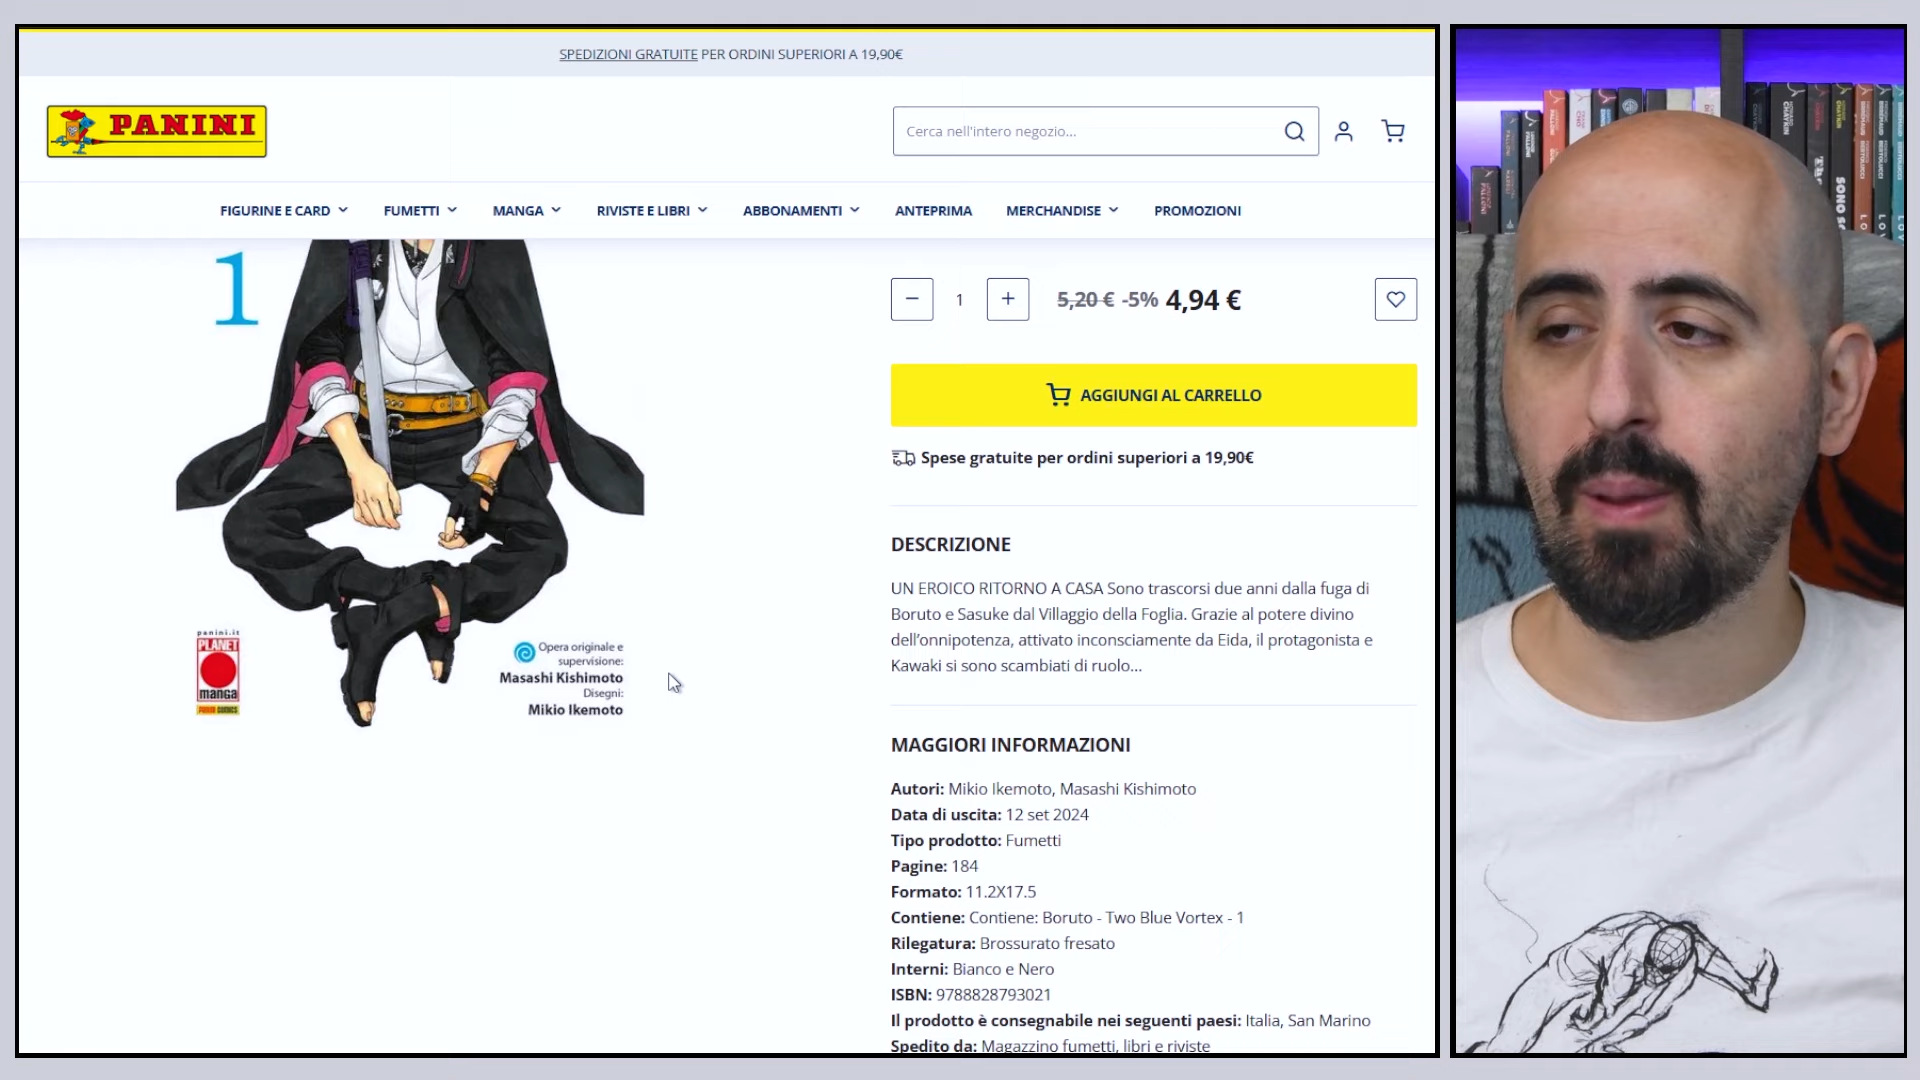 SPEDIZIONI GRATUITE PER ORDINI SUPERIORI A 19,90€
PANINI
Cerca nell'intero negozio...
FIGURINE E CARD
FUMETTI
MANGA
RIVISTE E LIBRI
ABBONAMENTI
ANTEPRIMA
MERCHANDISE
PROMOZIONI
1
panini.it
PLANET
manga
PANINI COMICS
Opera originale e
supervisione:
Masashi Kishimoto
Disegni:
Mikio Ikemoto
1
5,20 € -5% 4,94 €
AGGIUNGI AL CARRELLO
Spese gratuite per ordini superiori a 19,90€
DESCRIZIONE
UN EROICO RITORNO A CASA Sono trascorsi due anni dalla fuga di
Boruto e Sasuke dal Villaggio della Foglia. Grazie al potere divino
dell’onnipotenza, attivato inconsciamente da Eida, il protagonista e
Kawaki si sono scambiati di ruolo...
MAGGIORI INFORMAZIONI
Autori: Mikio Ikemoto, Masashi Kishimoto
Data di uscita: 12 set 2024
Tipo prodotto: Fumetti
Pagine: 184
Formato: 11.2X17.5
Contiene: Contiene: Boruto - Two Blue Vortex - 1
Rilegatura: Brossurato fresato
Interni: Bianco e Nero
ISBN: 9788828793021
Il prodotto è consegnabile nei seguenti paesi: Italia, San Marino
Spedito da: Magazzino fumetti, libri e riviste